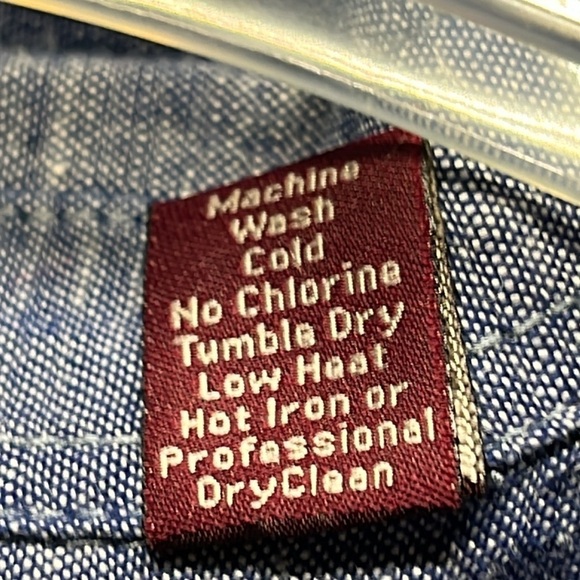 Machine
Wash
Cold
No Chlorine
Tumble Dry
Low Heat
Hot Iron or
Professional
DryClean